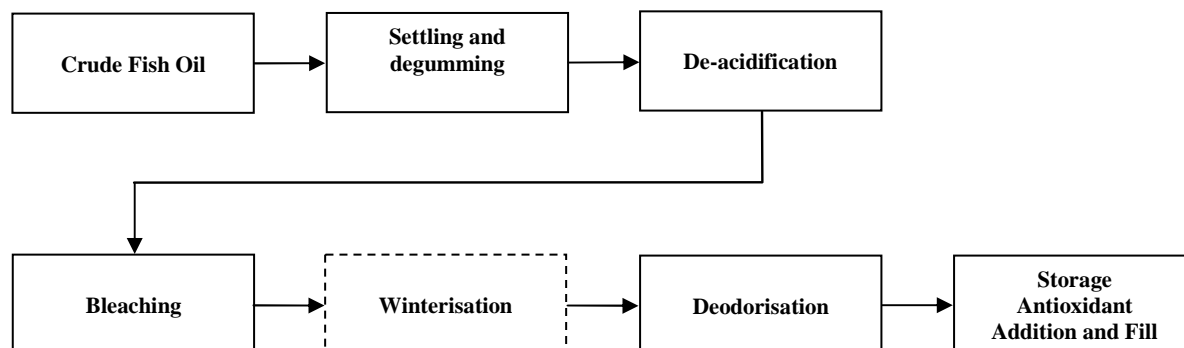 Crude Fish Oil
Settling and
degumming
De-acidification
Bleaching
Winterisation
Deodorisation
Storage
Antioxidant
Addition and Fill